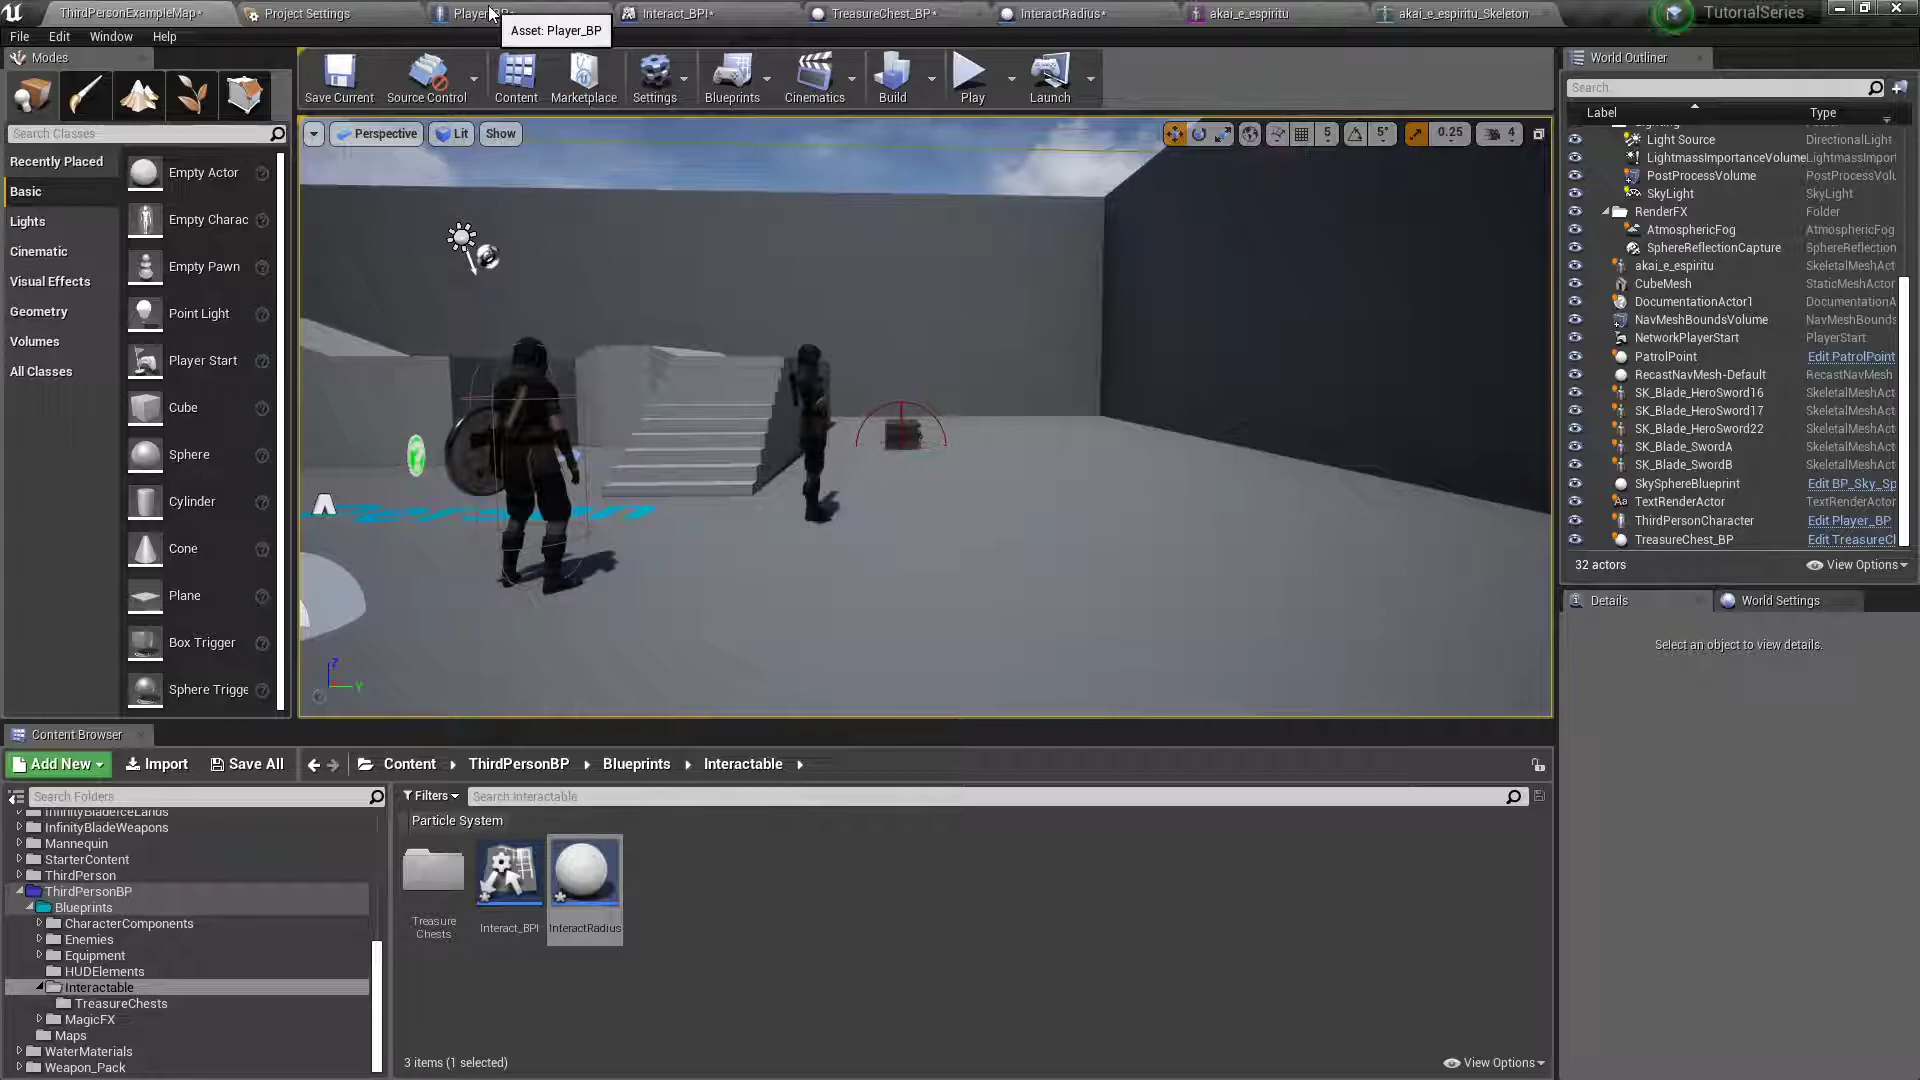 ThirdPersonExampleMap*
Project Settings
Player_BP*
Interact_BPI*
TreasureChest_BP*
InteractRadius*
akai_e_espiritu
akai_e_espiritu_Skeleton
TutorialSeries
Asset: Player_BP
File Edit Window Help
Modes
Save Current
Source Control
Content
Marketplace
Settings
Blueprints
Cinematics
Build
Play
Launch
Search Classes
Recently Placed
Basic
Lights
Cinematic
Visual Effects
Geometry
Volumes
All Classes
Empty Actor
Empty Charac
Empty Pawn
Point Light
Player Start
Cube
Sphere
Cylinder
Cone
Plane
Box Trigger
Sphere Trigge
Perspective Lit Show
5 5° 0.25 4
Z
Y
World Outliner
Search
Label Type
Lighting
Light Source DirectionalLight
LightmassImportanceVolume LightmassImport
PostProcessVolume PostProcessVolu
SkyLight SkyLight
RenderFX Folder
AtmosphericFog AtmosphericFog
SphereReflectionCapture SphereReflection
akai_e_espiritu SkeletalMeshAct
CubeMesh StaticMeshActor
DocumentationActor1 DocumentationA
NavMeshBoundsVolume NavMeshBounds
NetworkPlayerStart PlayerStart
PatrolPoint Edit PatrolPoint
RecastNavMesh-Default RecastNavMesh
SK_Blade_HeroSword16 SkeletalMeshAct
SK_Blade_HeroSword17 SkeletalMeshAct
SK_Blade_HeroSword22 SkeletalMeshAct
SK_Blade_SwordA SkeletalMeshAct
SK_Blade_SwordB SkeletalMeshAct
SkySphereBlueprint Edit BP_Sky_Sp
TextRenderActor TextRenderActor
ThirdPersonCharacter Edit Player_BP
TreasureChest_BP Edit TreasureCl
32 actors
View Options
Details
World Settings
Select an object to view details.
Content Browser
Add New Import Save All
Content ThirdPersonBP Blueprints Interactable
Search Folders
InfinityBladeIceLands
InfinityBladeWeapons
Mannequin
StarterContent
ThirdPerson
ThirdPersonBP
Blueprints
CharacterComponents
Enemies
Equipment
HUDElements
Interactable
TreasureChests
MagicFX
Maps
WaterMaterials
Weapon_Pack
Filters
Search Interactable
Particle System
Treasure
Chests
Interact_BPI
InteractRadius
3 items (1 selected)
View Options